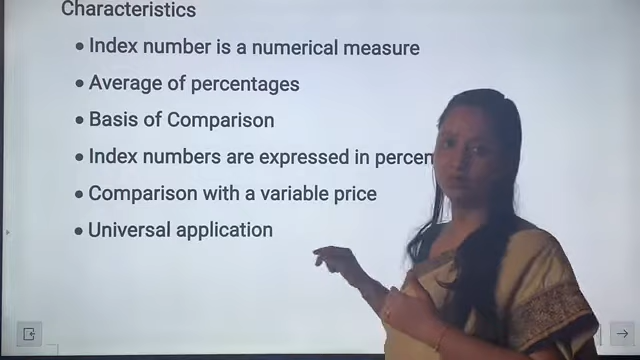 Characteristics
• Index number is a numerical measure
• Average of percentages
• Basis of Comparison
• Index numbers are expressed in
• Comparison with a variable price
• Universal application